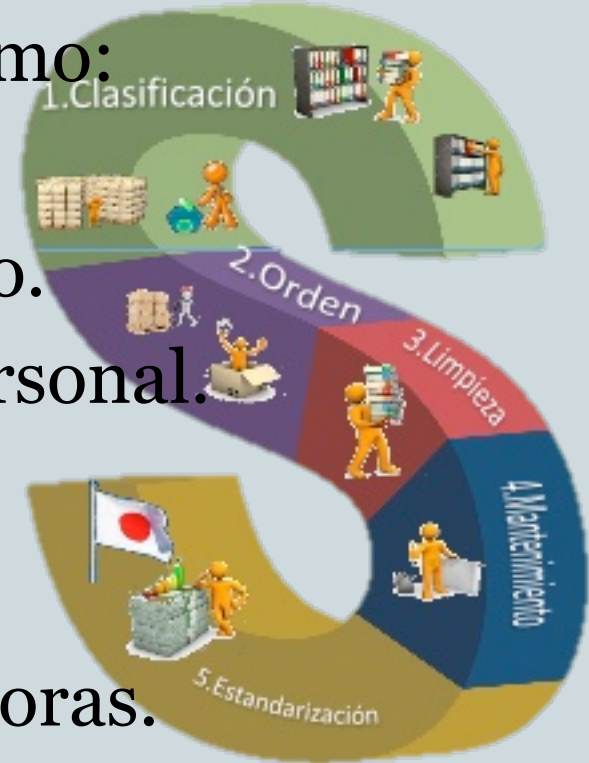 mo:
1.Clasificación
o.
2.Orden
3.Limpieza
rsonal.
4.Mantenimiento
5.Estandarización
oras.